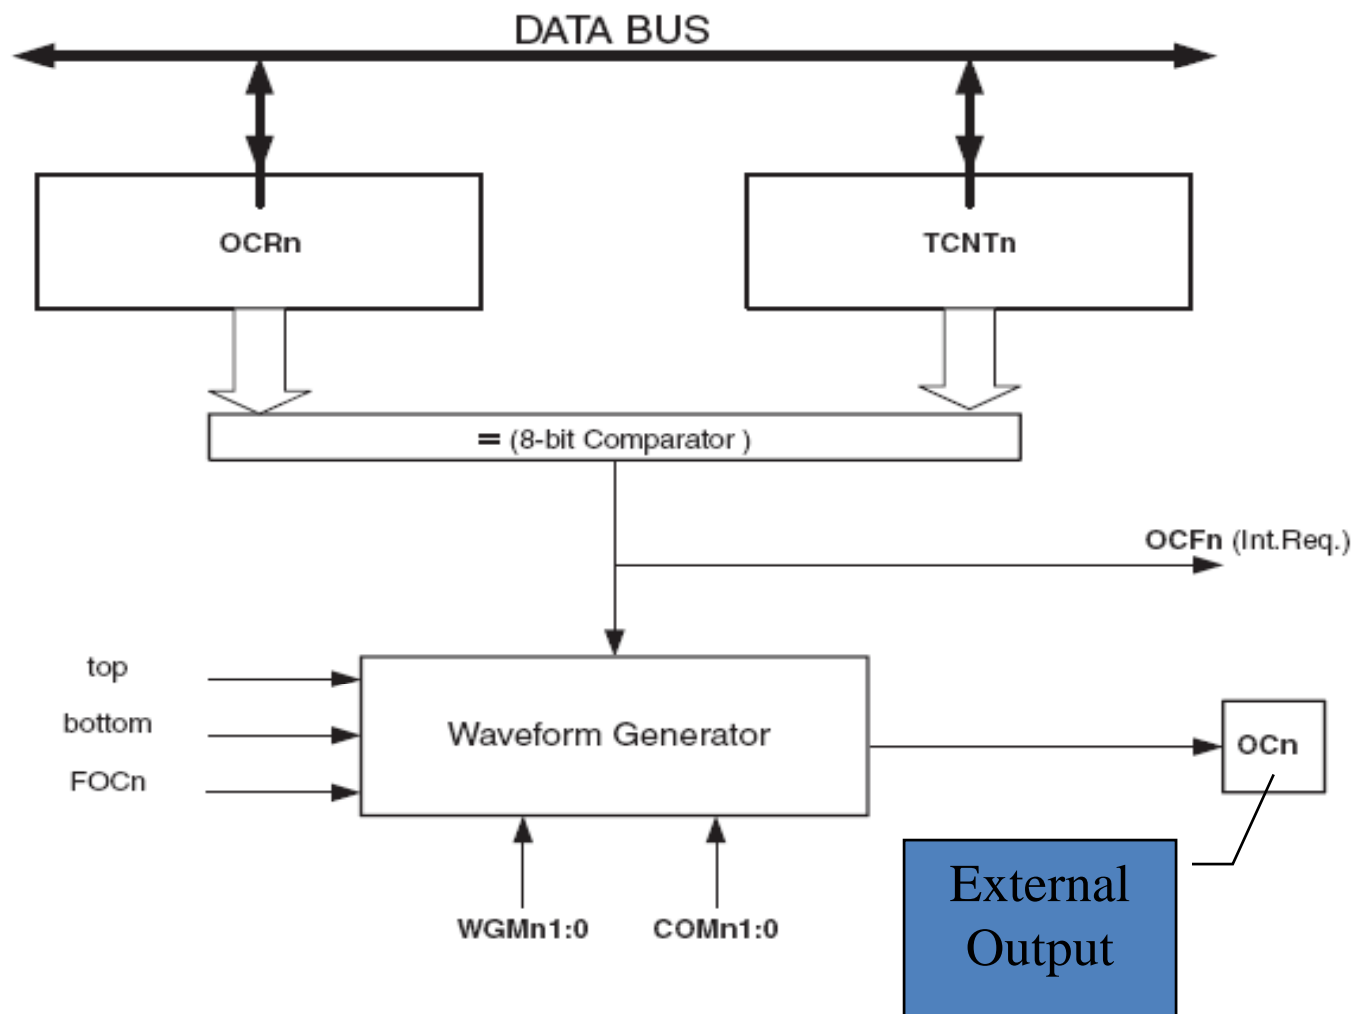 DATA BUS
OCRn
TCNTn
= (8-bit Comparator )
OCFn (Int.Req.)
top
bottom
FOCn
Waveform Generator
OCn
WGMn1:0
COMn1:0
External
Output